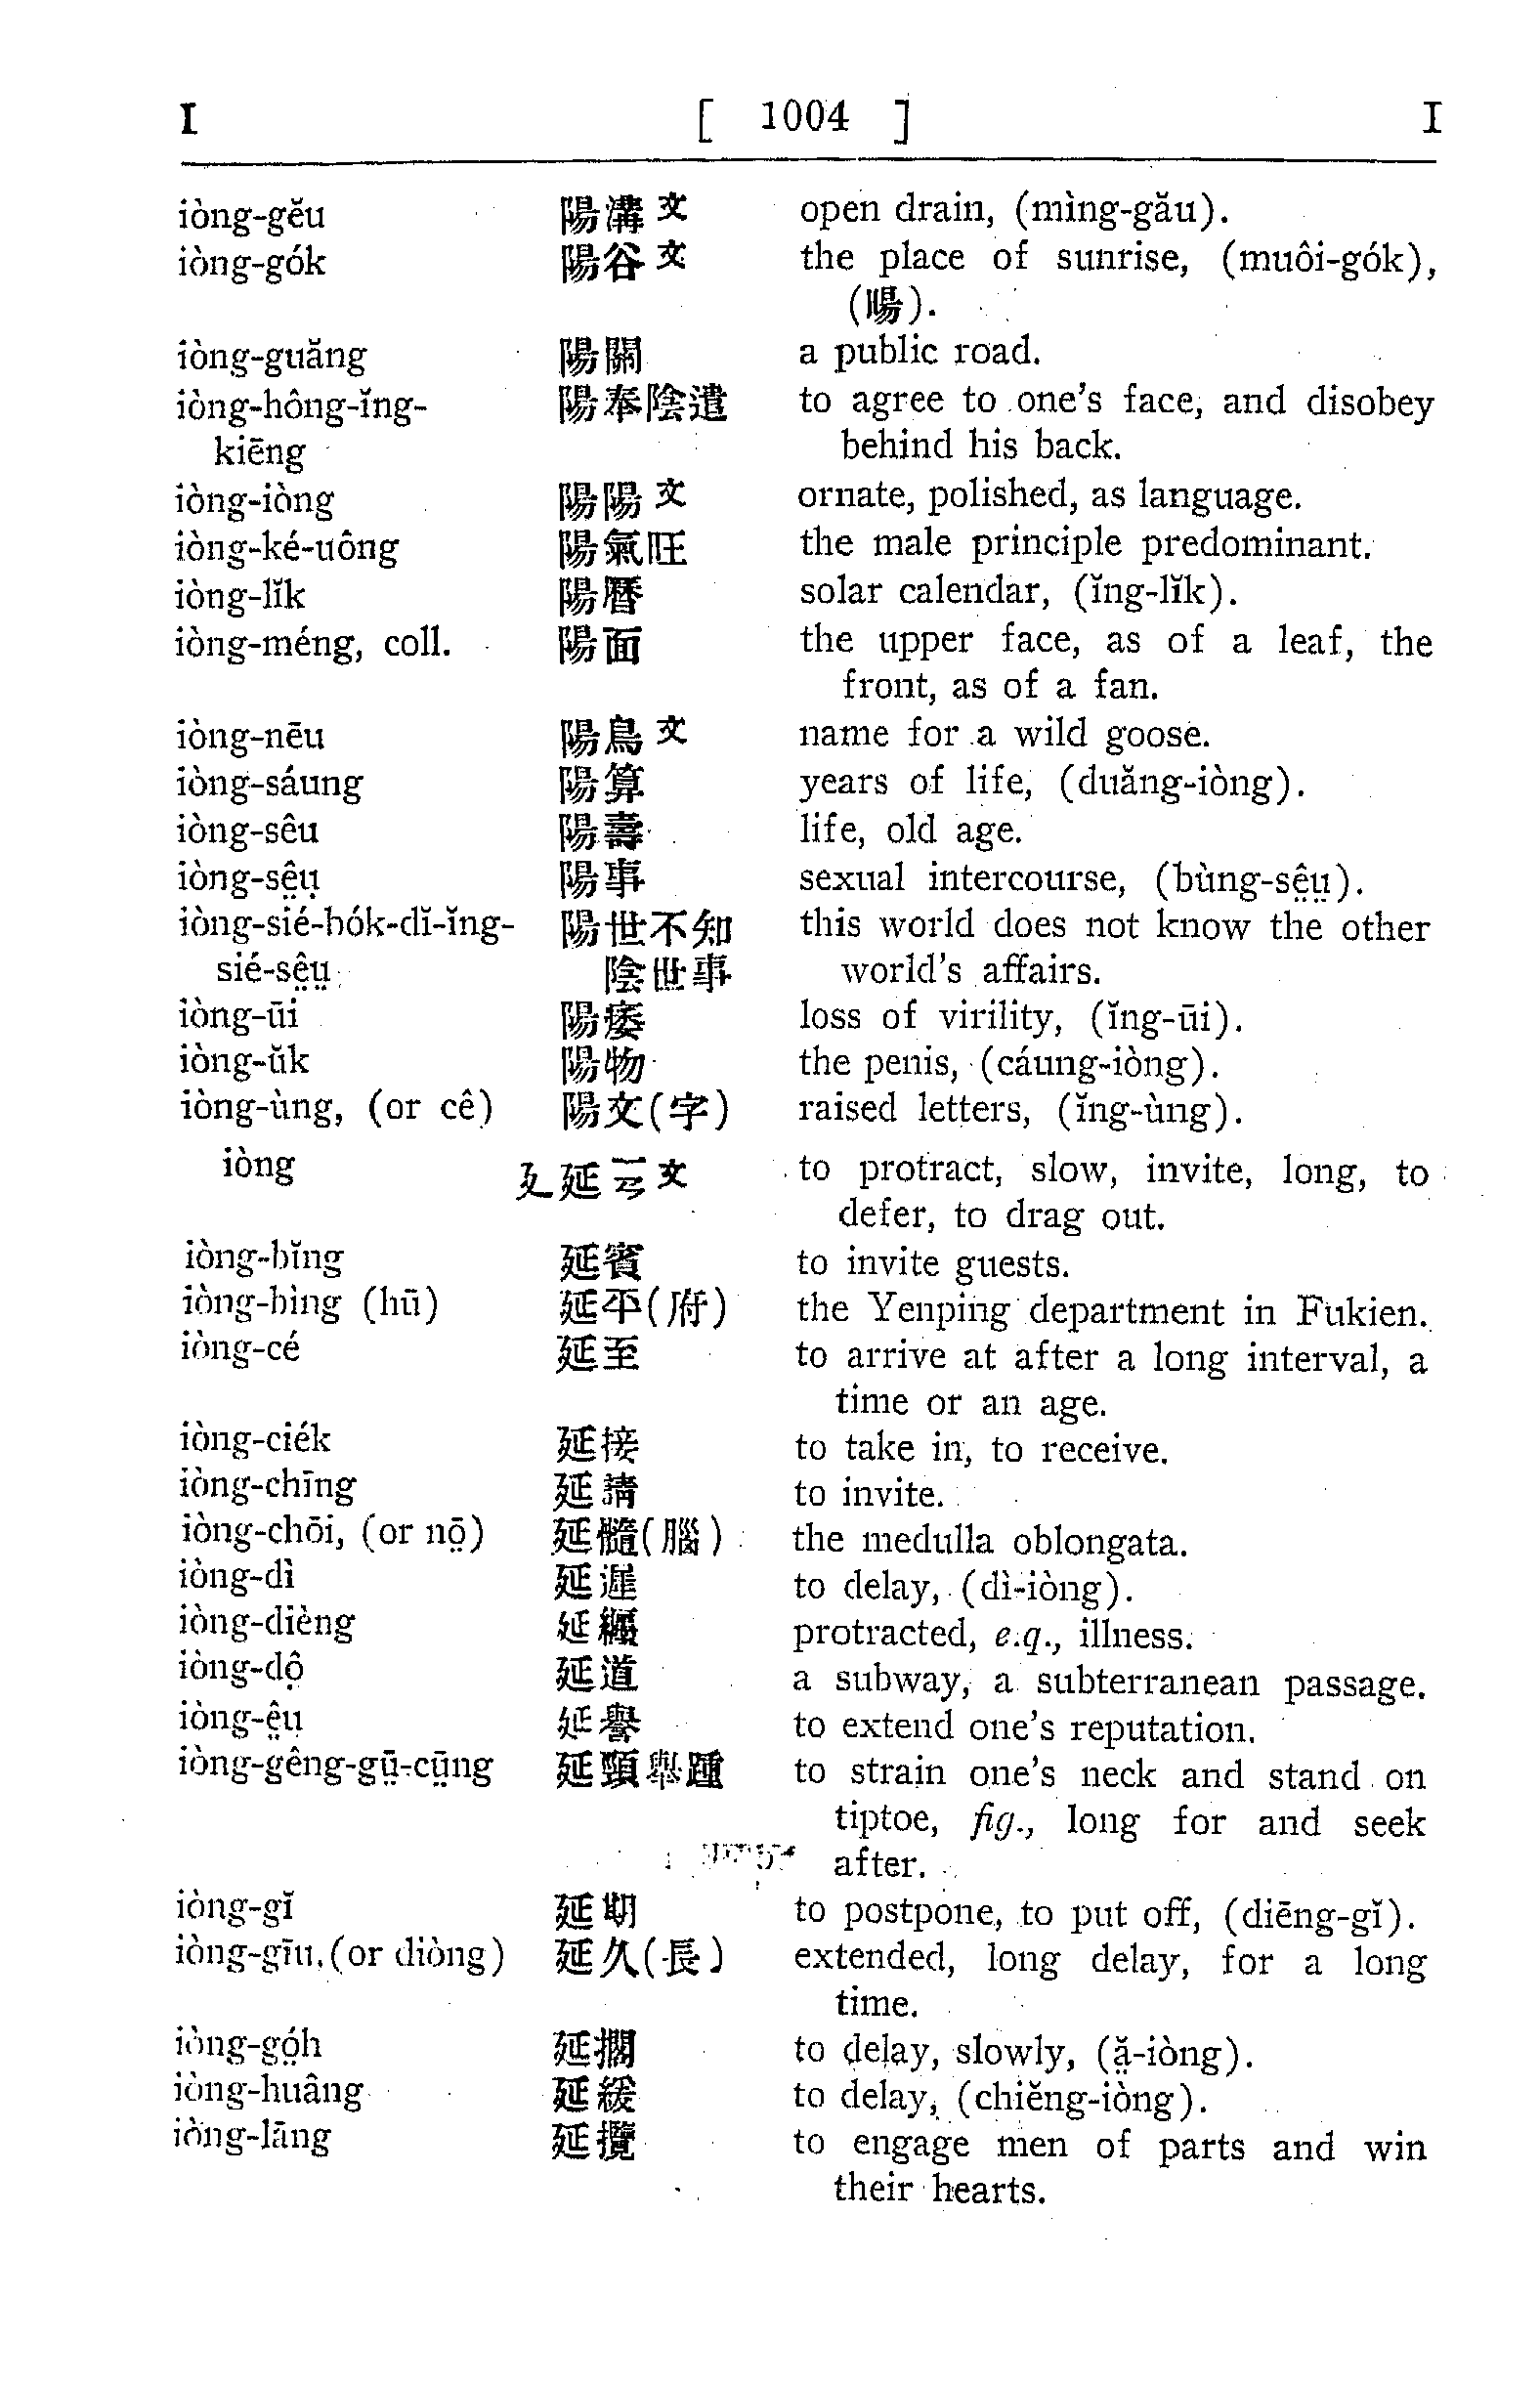 I [ 1004 ] I
iòng-gĕu 陽溝文 open drain, (mìng-gău).
iòng-gók 陽谷文 the place of sunrise, (muôi-gók),
(暘).
iòng-guăng 陽關 a public road.
iòng-hông-ĭng- 陽奉陰遣 to agree to one's face, and disobey
kiēng behind his back.
iòng-iòng 陽陽文 ornate, polished, as language.
iòng-ké-uông 陽氣旺 the male principle predominant.
iòng-lĭk 陽曆 solar calendar, (ĭng-lĭk).
iòng-méng, coll. 陽面 the upper face, as of a leaf, the
front, as of a fan.
iòng-nēu 陽鳥文 name for a wild goose.
iòng-sáung 陽算 years of life, (duăng-iòng).
iòng-sêu 陽壽 life, old age.
iòng-sê̤ṳ 陽事 sexual intercourse, (bùng-sê̤ṳ).
iòng-sié-bók-dĭ-ĭng- 陽世不知 this world does not know the other
sié-sê̤ṳ 陰世事 world's affairs.
iòng-ūi 陽痿 loss of virility, (ĭng-ūi).
iòng-ŭk 陽物 the penis, (cáung-iòng).
iòng-ùng, (or cê) 陽文(字) raised letters, (ĭng-ùng).
iòng 廴延丂文 to protract, slow, invite, long, to
defer, to drag out.
iòng-bĭng 延賓 to invite guests.
iòng-bìng (hū) 延平(府) the Yenping department in Fukien.
iòng-cé 延至 to arrive at after a long interval, a
time or an age.
iòng-ciék 延接 to take in, to receive.
iòng-chīng 延請 to invite.
iòng-chōi, (or nō̤) 延髓(腦) the medulla oblongata.
iòng-dì 延遲 to delay, (dì-iòng).
iòng-dièng 延纏 protracted, e.g., illness.
iòng-dô̤ 延道 a subway, a subterranean passage.
iòng-ê̤ṳ 延譽 to extend one's reputation.
iòng-gêng-gṳ̄-cṳ̄ng 延頸舉踵 to strain one's neck and stand on
tiptoe, fig., long for and seek
after.
iòng-gĭ 延期 to postpone, to put off, (diēng-gĭ).
iòng-gīu, (or diòng) 延久(長) extended, long delay, for a long
time.
iòng-gó̤h 延擱 to delay, slowly, (ă̤-iòng).
iòng-huâng 延緩 to delay, (chiĕng-iòng).
iòng-lāng 延攬 to engage men of parts and win
their hearts.